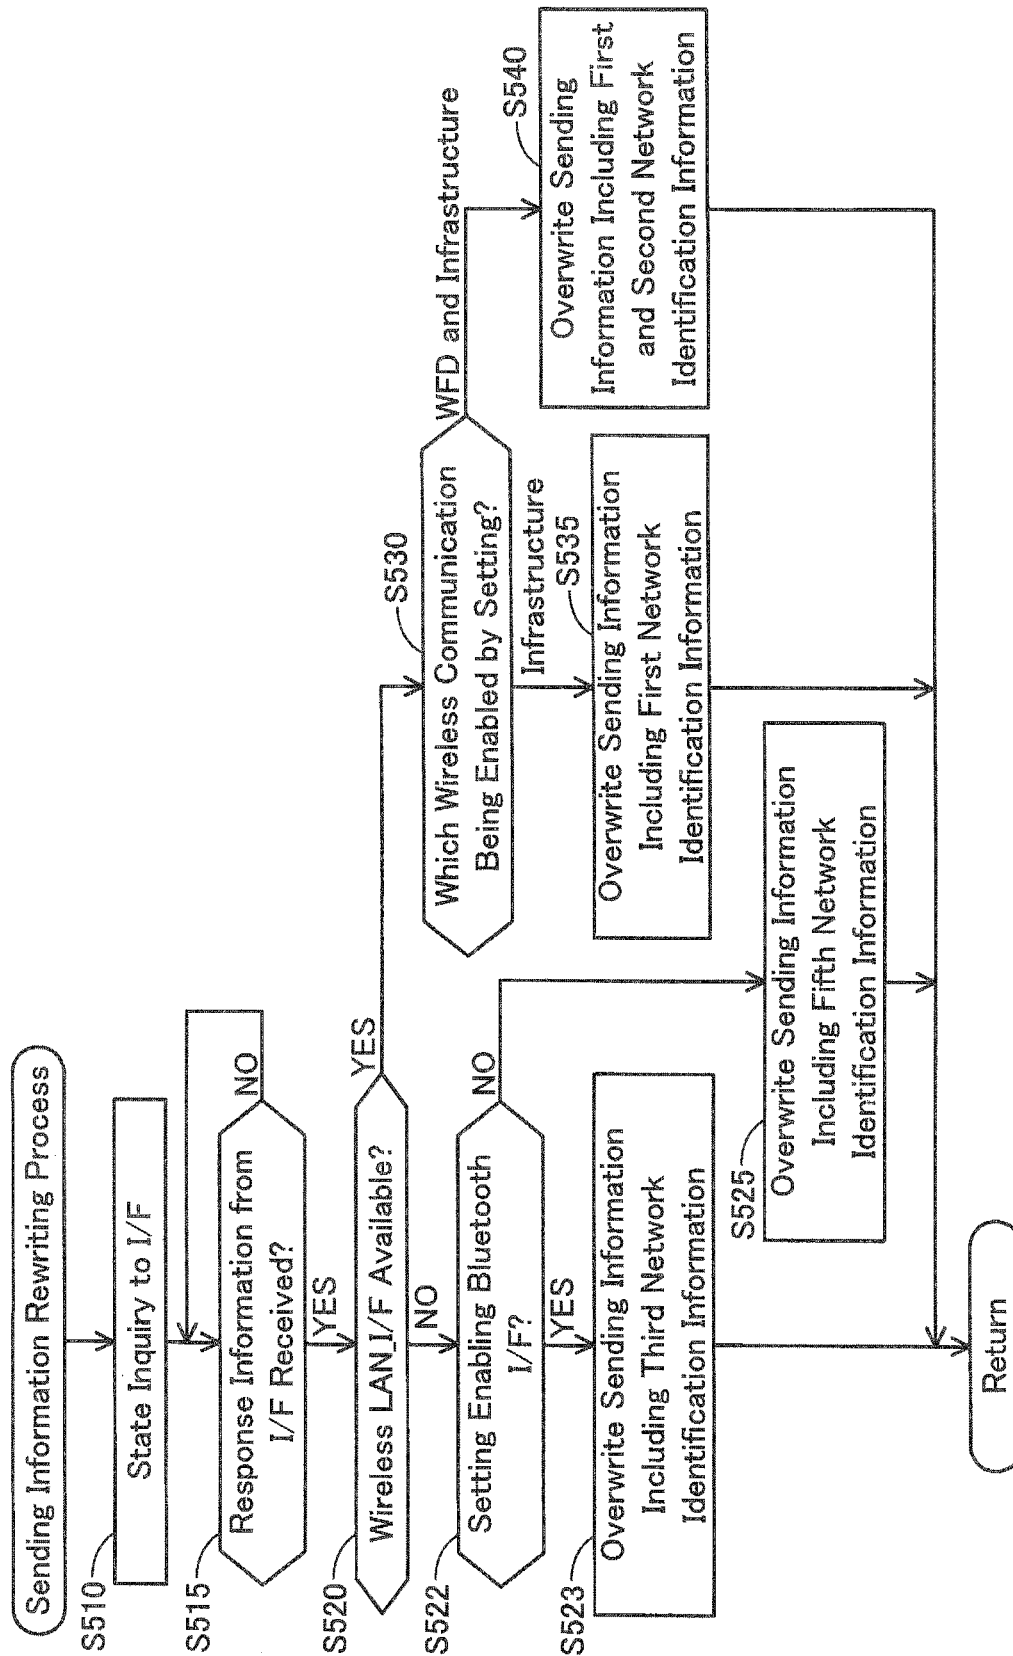 Sending Information Rewriting Process
S510
State Inquiry to I/F
S515
Response Information from
I/F Received?
NO
YES
S520
Wireless LAN_I/F Available?
YES
NO
S522
Setting Enabling Bluetooth
I/F?
NO
YES
S523
Overwrite Sending Information
Including Third Network
Identification Information
S525
Overwrite Sending Information
Including Fifth Network
Identification Information
S530
Which Wireless Communication
Being Enabled by Setting?
WFD and Infrastructure
Infrastructure
S535
Overwrite Sending Information
Including First Network
Identification Information
S540
Overwrite Sending
Information Including First
and Second Network
Identification Information
Return